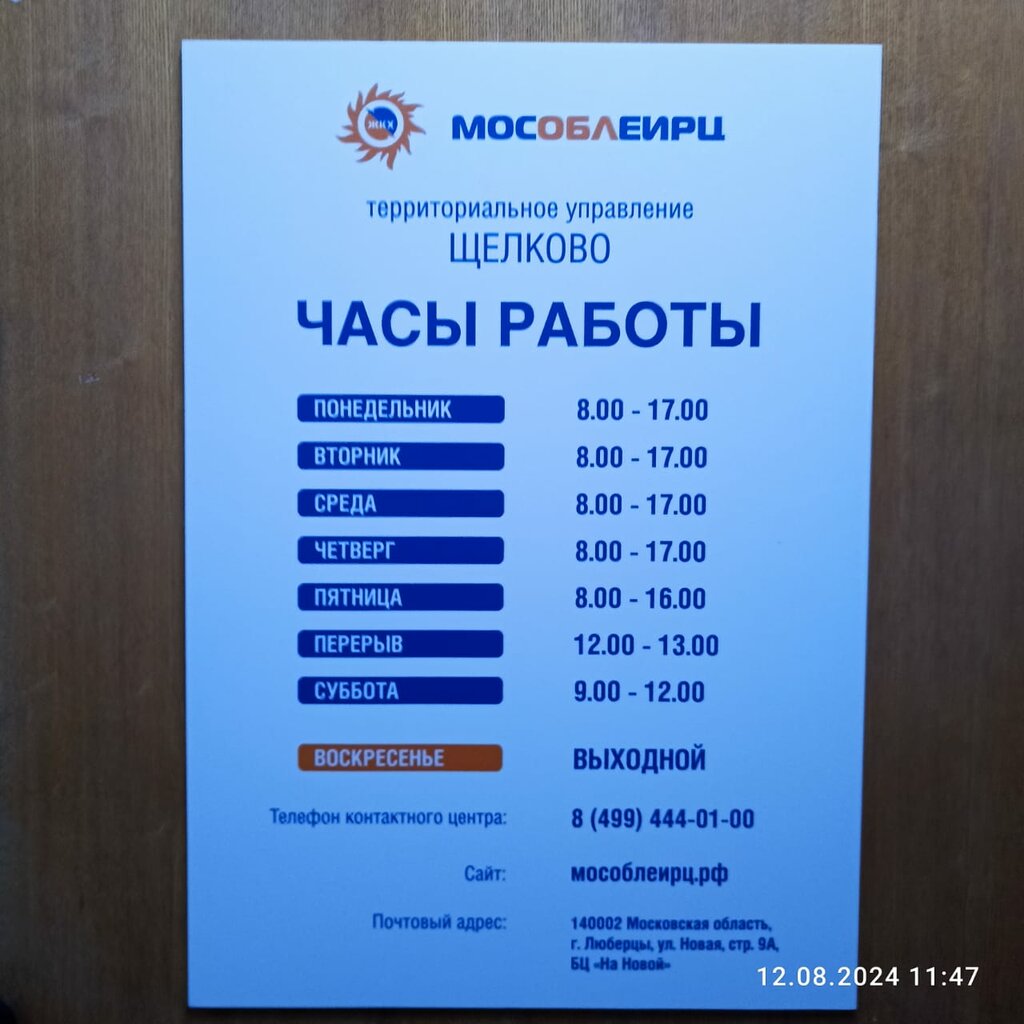 ЖКХ
МОСОБЛЕИРЦ
территориальное управление
ЩЕЛКОВО
ЧАСЫ РАБОТЫ
ПОНЕДЕЛЬНИК 8.00 - 17.00
ВТОРНИК 8.00 - 17.00
СРЕДА 8.00 - 17.00
ЧЕТВЕРГ 8.00 - 17.00
ПЯТНИЦА 8.00 - 16.00
ПЕРЕРЫВ 12.00 - 13.00
СУББОТА 9.00 - 12.00
ВОСКРЕСЕНЬЕ ВЫХОДНОЙ
Телефон контактного центра: 8 (499) 444-01-00
Сайт: мособлеирц.рф
Почтовый адрес: 140002 Московская область,
г. Люберцы, ул. Новая, стр. 9А,
БЦ «На Новой»
12.08.2024 11:47